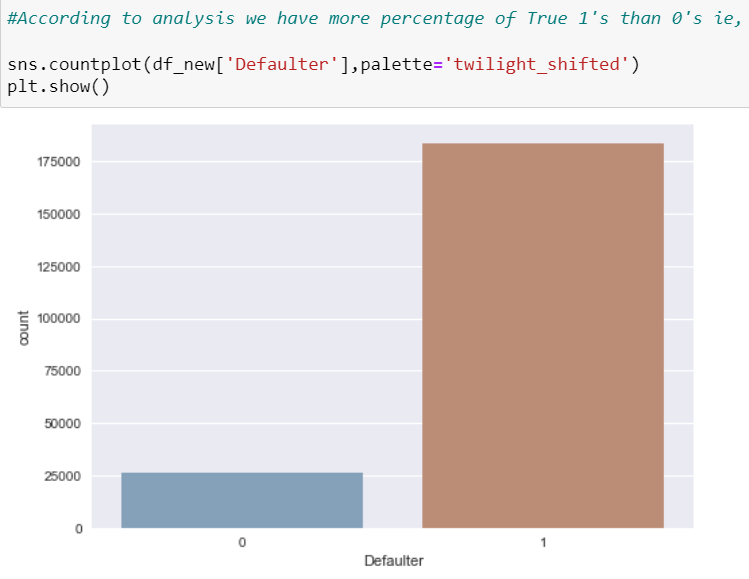 #According to analysis we have more percentage of True 1's than 0's ie,
sns.countplot(df_new['Defaulter'],palette='twilight_shifted')
plt.show()
175000
150000
125000
100000
75000
50000
25000
0
count
0 1
Defaulter